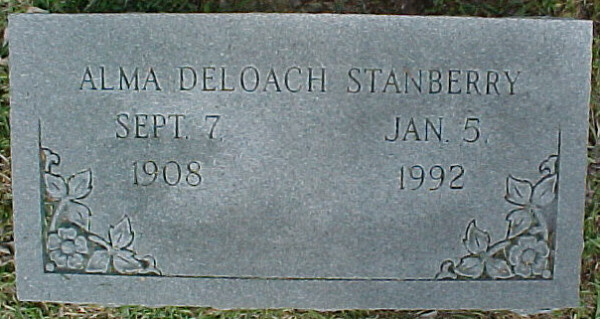 ALMA DELOACH STANBERRY
SEPT. 7, JAN. 5,
1908 1992